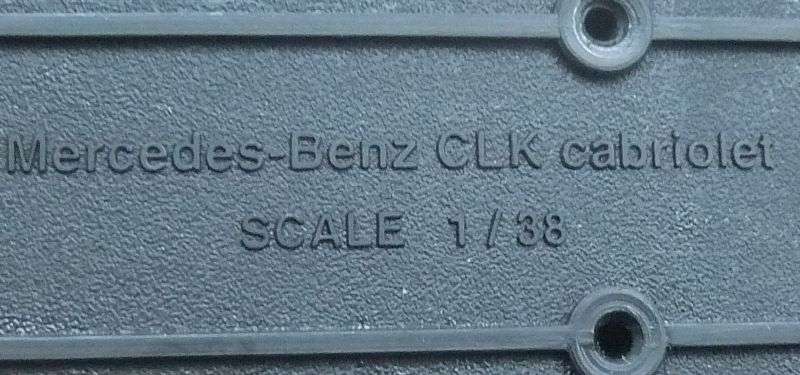 Mercedes-Benz CLK cabriolet
SCALE 1/38